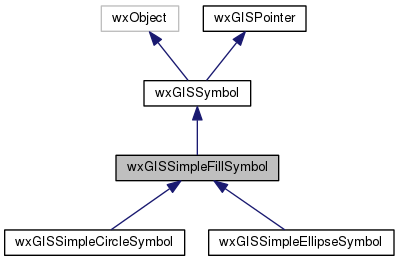 wxObject
wxGISPointer
wxGISSymbol
wxGISSimpleFillSymbol
wxGISSimpleCircleSymbol
wxGISSimpleEllipseSymbol